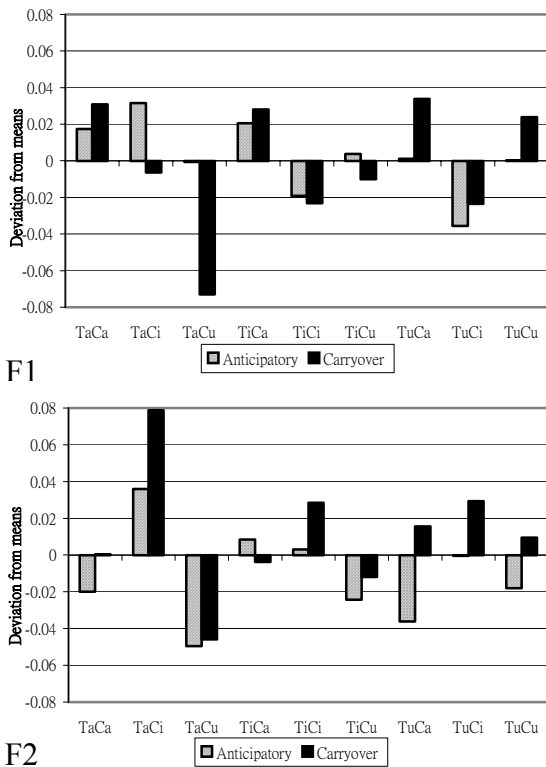 0.08
0.06
0.04
0.02
0
-0.02
-0.04
-0.06
-0.08
Deviation from means
TaCa TaCi TaCu TiCa TiCi TiCu TuCa TuCi TuCu
Anticipatory Carryover
F1
0.08
0.06
0.04
0.02
0
-0.02
-0.04
-0.06
-0.08
Deviation from means
TaCa TaCi TaCu TiCa TiCi TiCu TuCa TuCi TuCu
Anticipatory Carryover
F2